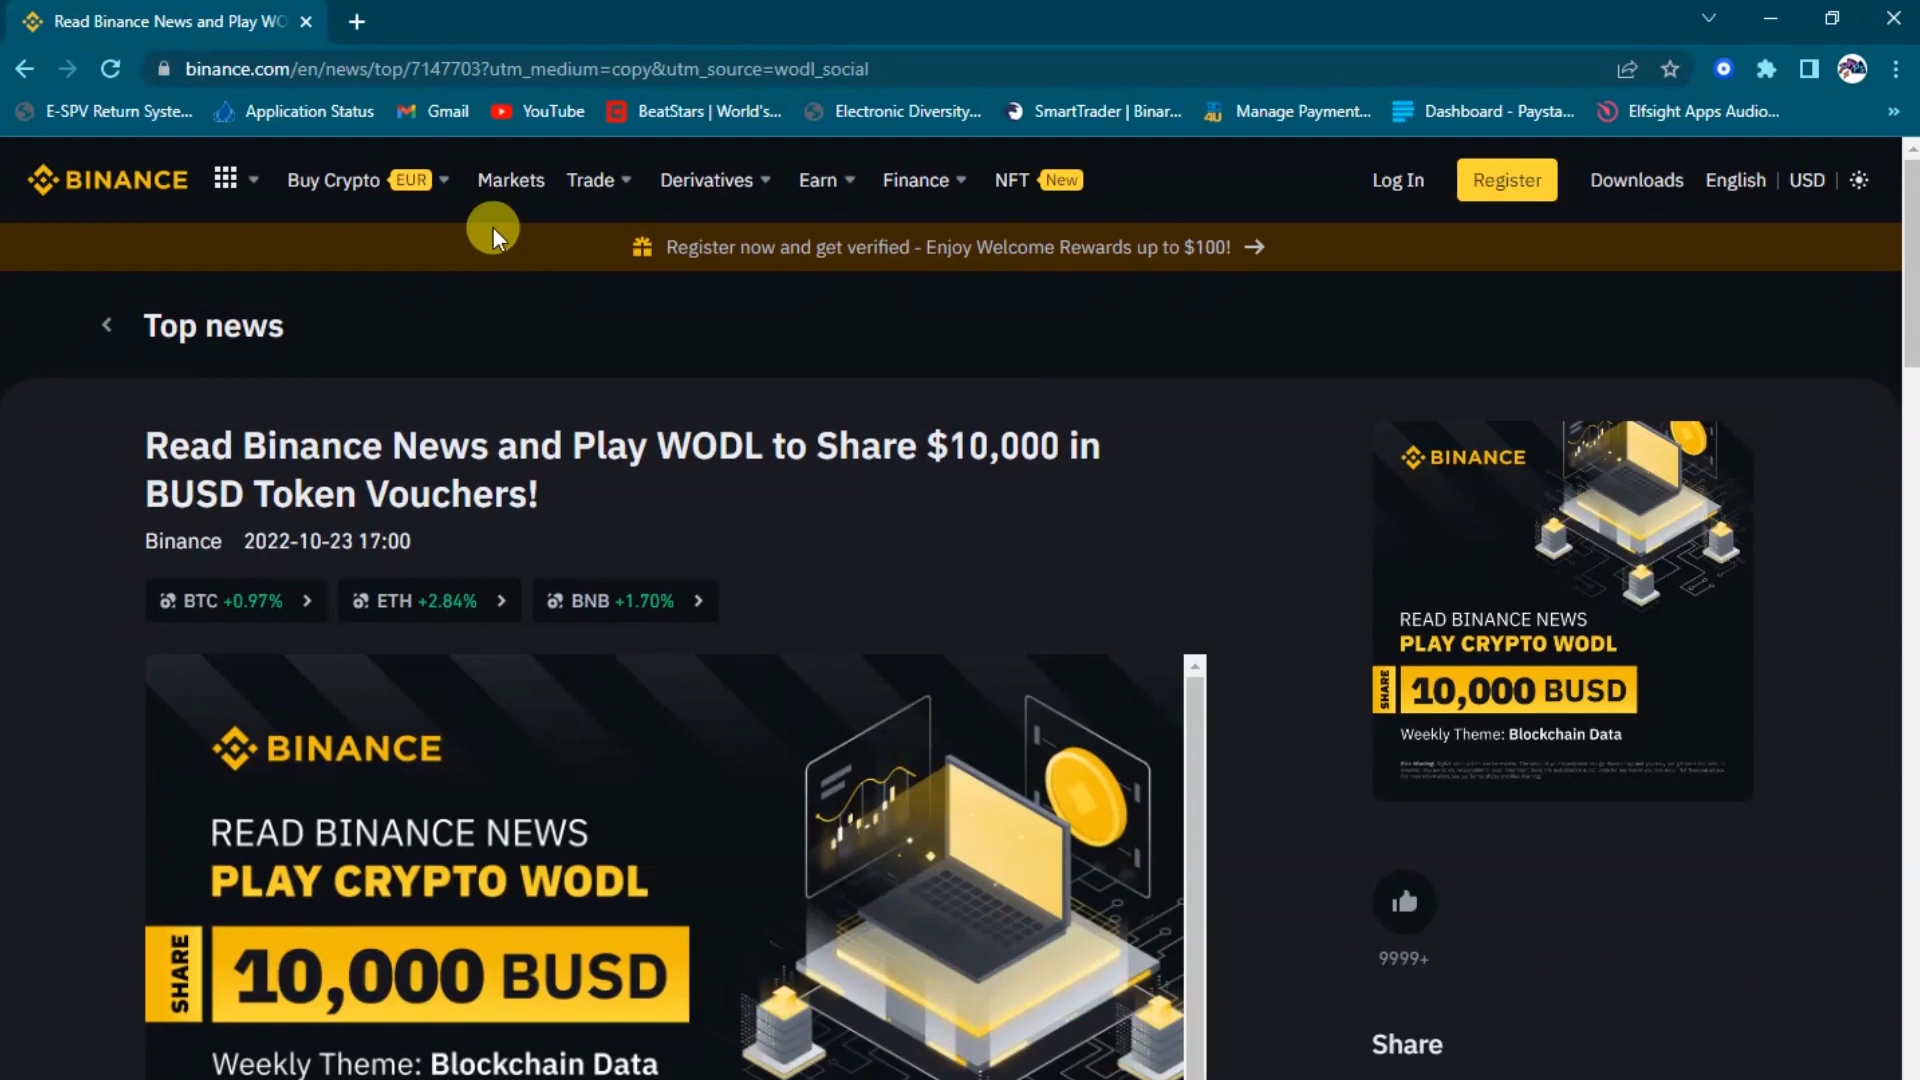 Read Binance News and Play WO
binance.com/en/news/top/7147703?utm_medium=copy&utm_source=wodl_social
E-SPV Return Syste... Application Status Gmail YouTube BeatStars | World's... Electronic Diversity... SmartTrader | Binar... Manage Payment... Dashboard - Paysta... Elfsight Apps Audio... »
BINANCE Buy Crypto EUR Markets Trade Derivatives Earn Finance NFT New Log In Register Downloads English | USD
Register now and get verified - Enjoy Welcome Rewards up to $100! →
Top news
Read Binance News and Play WODL to Share $10,000 in
BUSD Token Vouchers!
Binance 2022-10-23 17:00
BTC +0.97% ETH +2.84% BNB +1.70%
BINANCE
READ BINANCE NEWS
PLAY CRYPTO WODL
SHARE 10,000 BUSD
Weekly Theme: Blockchain Data
BINANCE
READ BINANCE NEWS
PLAY CRYPTO WODL
SHARE 10,000 BUSD
Weekly Theme: Blockchain Data
9999+
Share